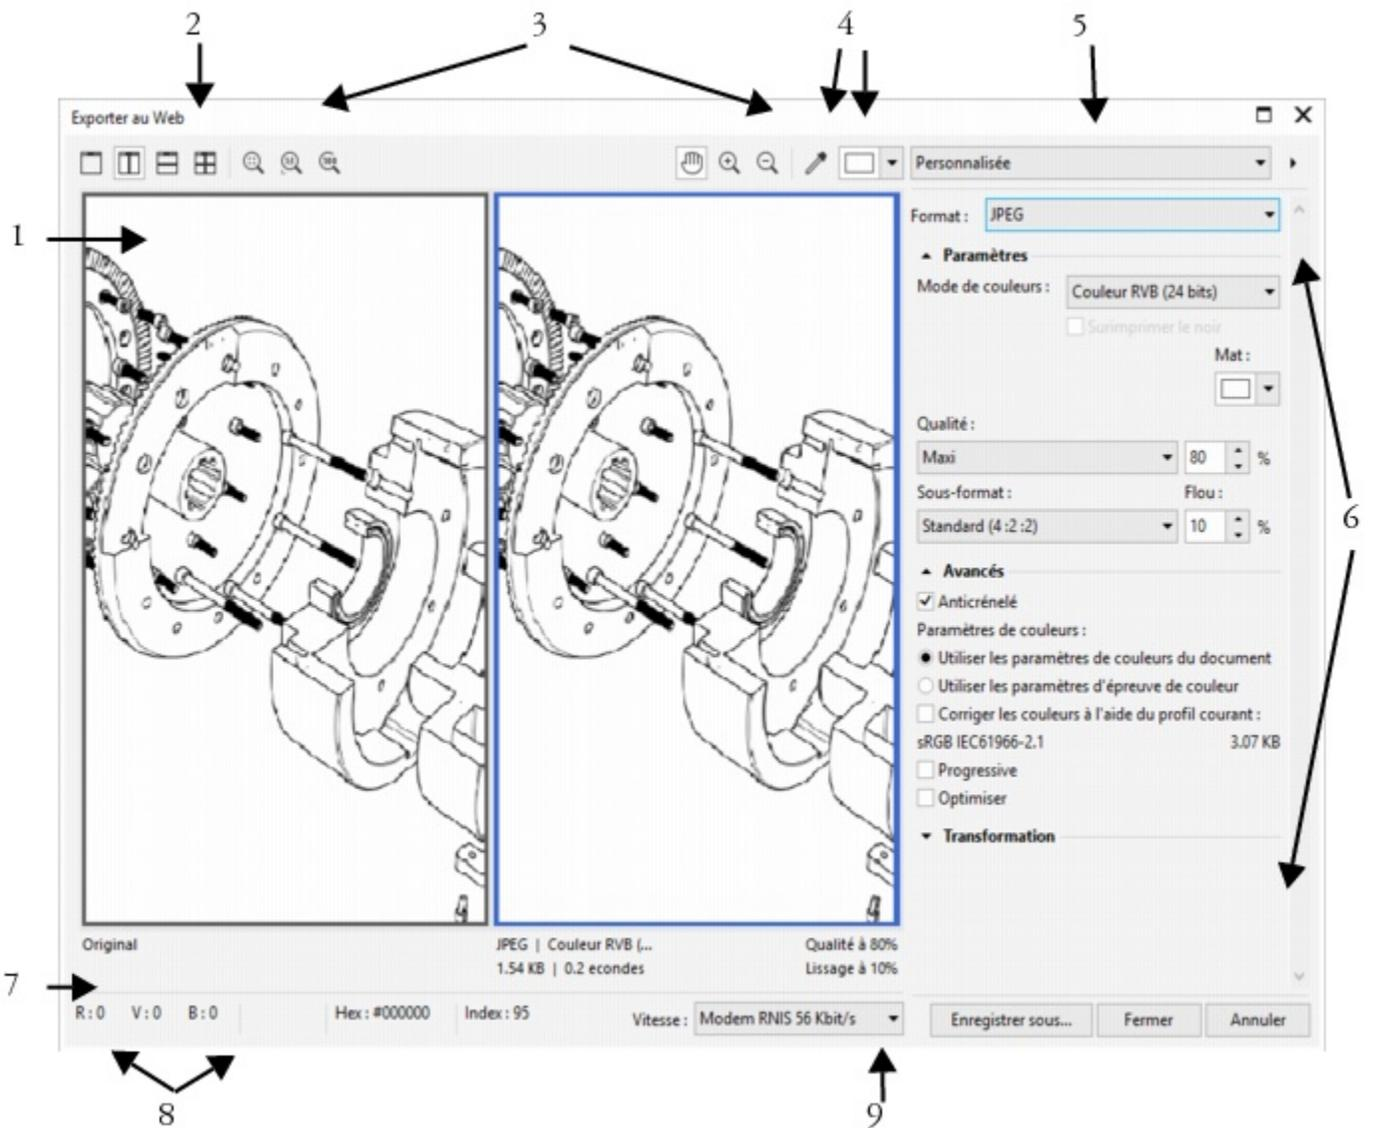 2 3 4 5
Exporter au Web
Personnalisée
1
Format : JPEG
Paramètres
Mode de couleurs : Couleur RVB (24 bits)
Surimprimer le noir
Mat :
Qualité :
Maxi 80 %
Sous-format : Flou :
Standard (4 :2 :2) 10 %
6
Avancés
Anticrénelé
Paramètres de couleurs :
Utiliser les paramètres de couleurs du document
Utiliser les paramètres d'épreuve de couleur
Corriger les couleurs à l'aide du profil courant :
sRGB IEC61966-2.1 3.07 KB
Progressive
Optimiser
Transformation
Original
JPEG | Couleur RVB (... Qualité à 80%
1.54 KB | 0.2 econdes Lissage à 10%
7
R : 0 V : 0 B : 0 Hex : #000000 Index : 95
Vitesse : Modem RNIS 56 Kbit/s
Enregistrer sous... Fermer Annuler
8 9